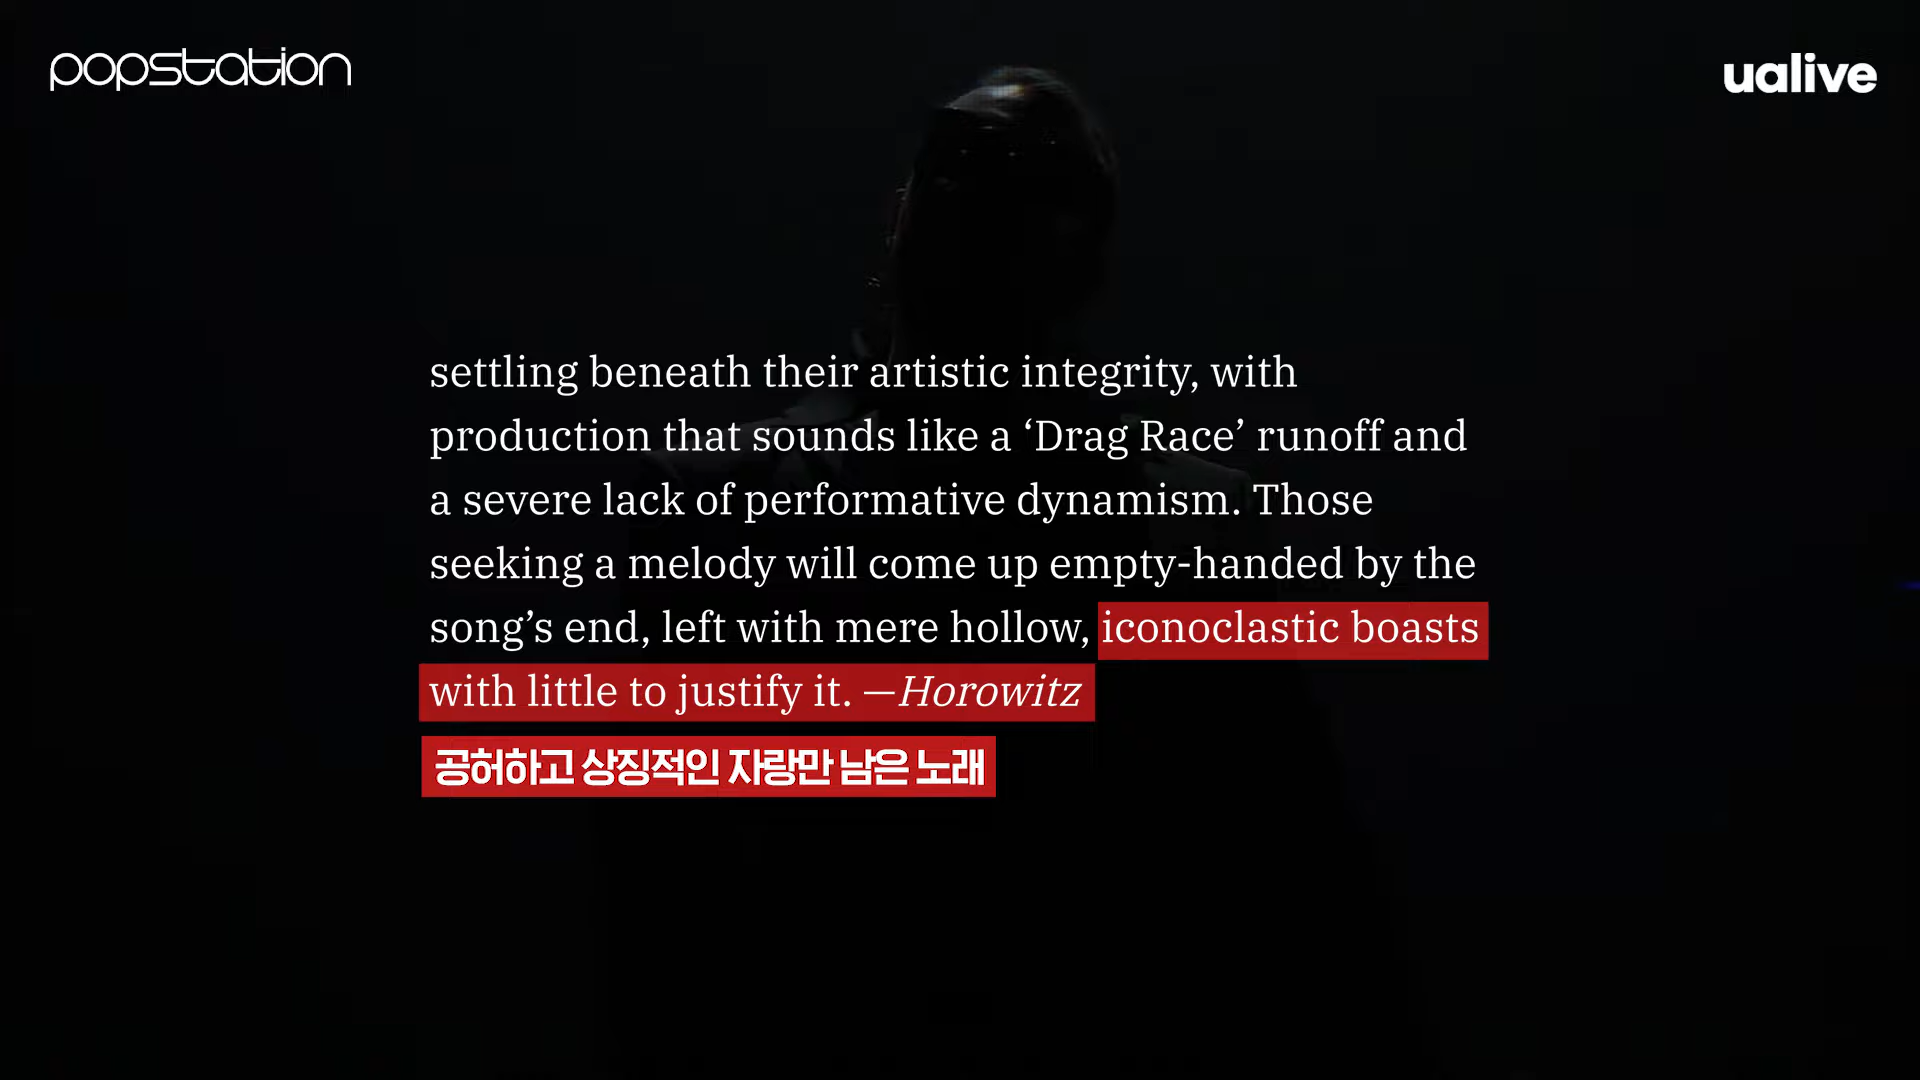 popstation
ualive
settling beneath their artistic integrity, with
production that sounds like a ‘Drag Race’ runoff and
a severe lack of performative dynamism. Those
seeking a melody will come up empty-handed by the
song’s end, left with mere hollow, iconoclastic boasts
with little to justify it. —Horowitz
공허하고 상징적인 자랑만 남은 노래